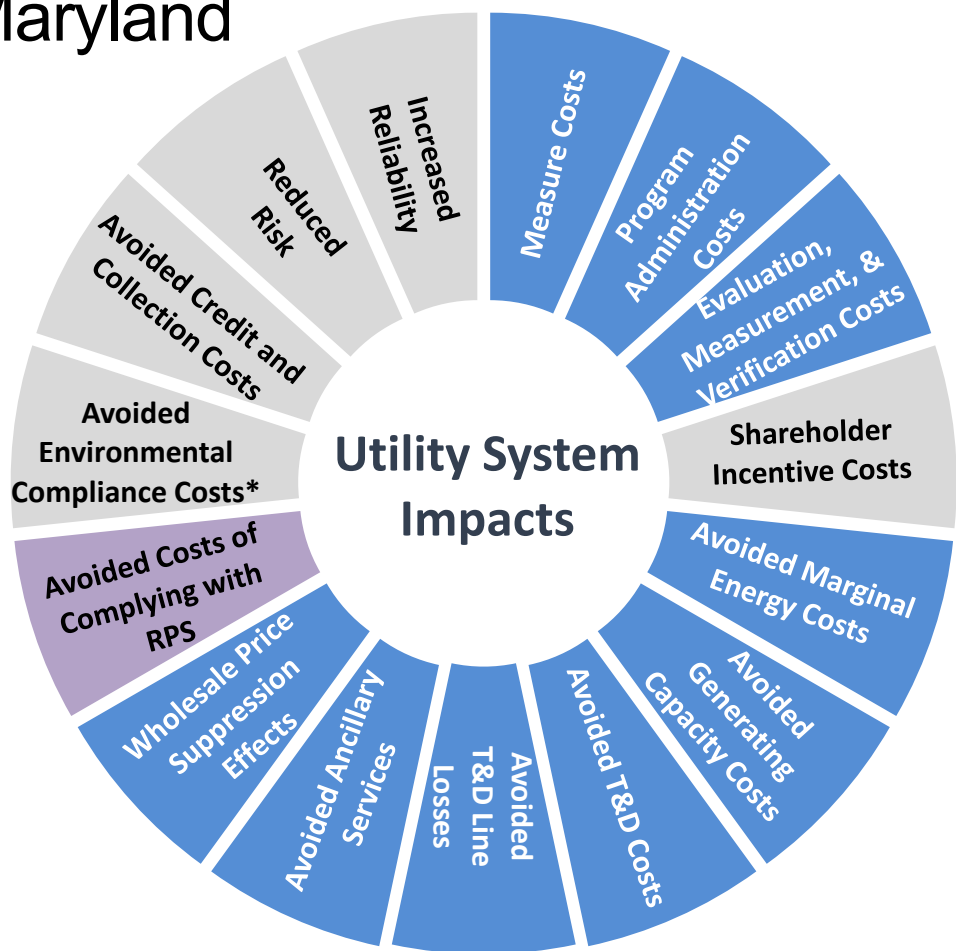 Maryland
Utility System
Impacts
Measure Costs
Program
Administration
Costs
Evaluation,
Measurement, &
Verification Costs
Shareholder
Incentive Costs
Avoided Marginal
Energy Costs
Avoided
Generating
Capacity Costs
Avoided T&D Costs
Avoided
T&D Line
Losses
Avoided Ancillary
Services
Wholesale Price
Suppression
Effects
Avoided Costs of
Complying with
RPS
Avoided
Environmental
Compliance Costs*
Avoided Credit and
Collection Costs
Reduced
Risk
Increased
Reliability